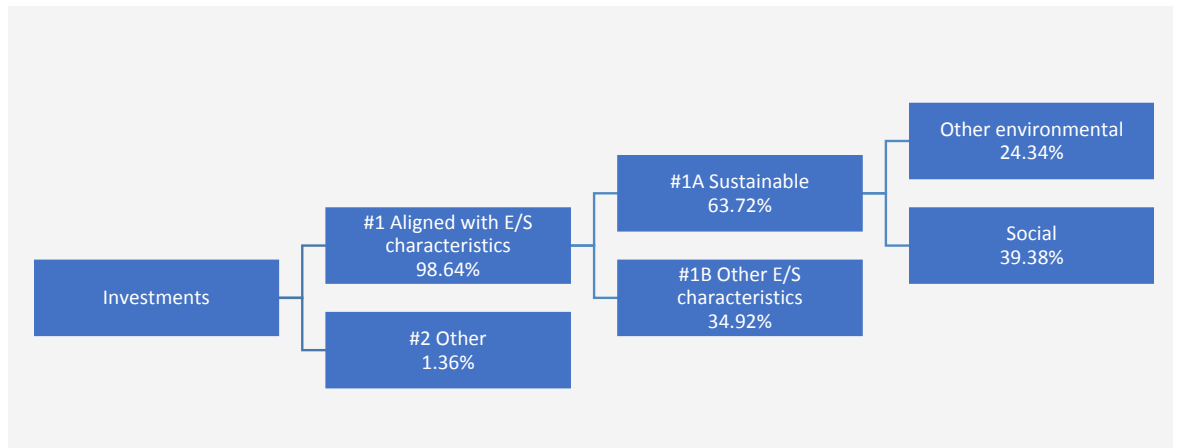 Investments
#1 Aligned with E/S
characteristics
98.64%
#2 Other
1.36%
#1A Sustainable
63.72%
#1B Other E/S
characteristics
34.92%
Other environmental
24.34%
Social
39.38%